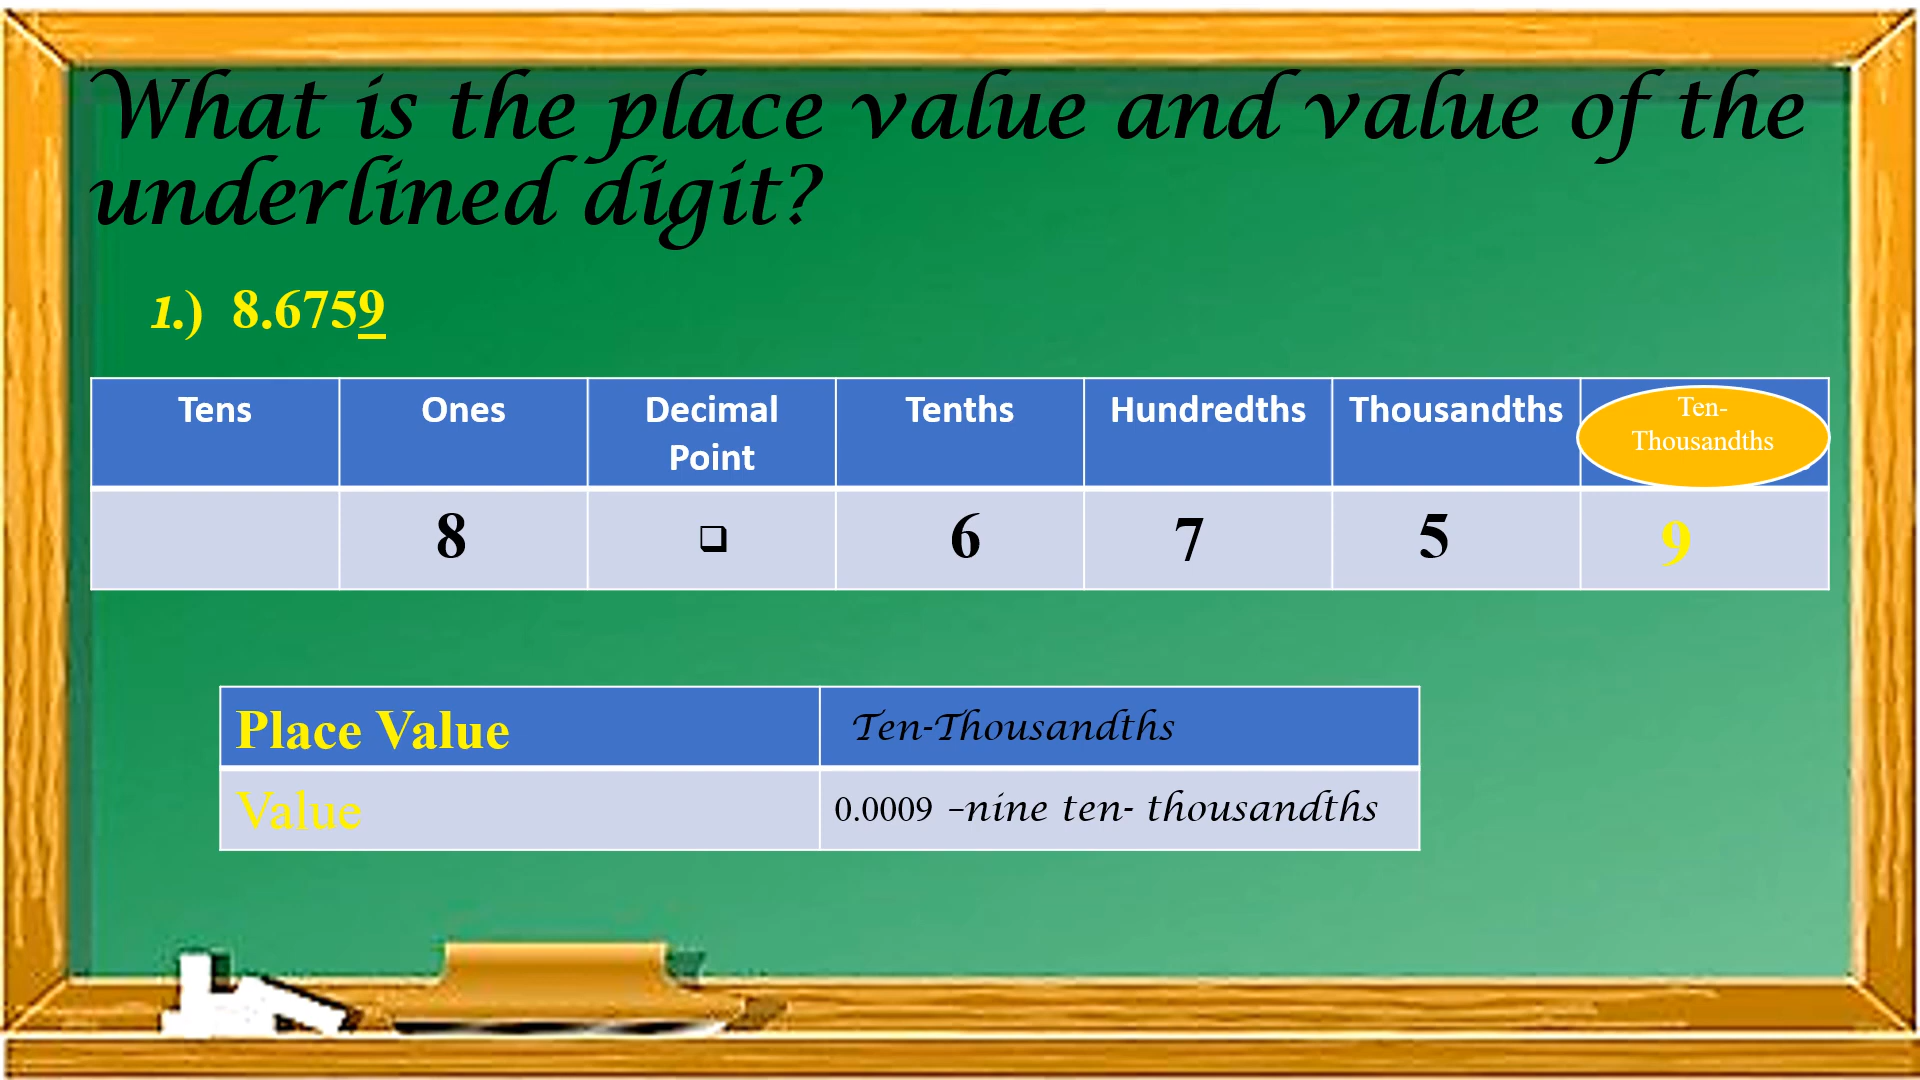 What is the place value and value of the
underlined digit?
1.) 8.6759
Tens Ones Decimal Point Tenths Hundredths Thousandths Ten-Thousandths
8 ❑ 6 7 5 9
Place Value Ten-Thousandths
Value 0.0009 –nine ten- thousandths